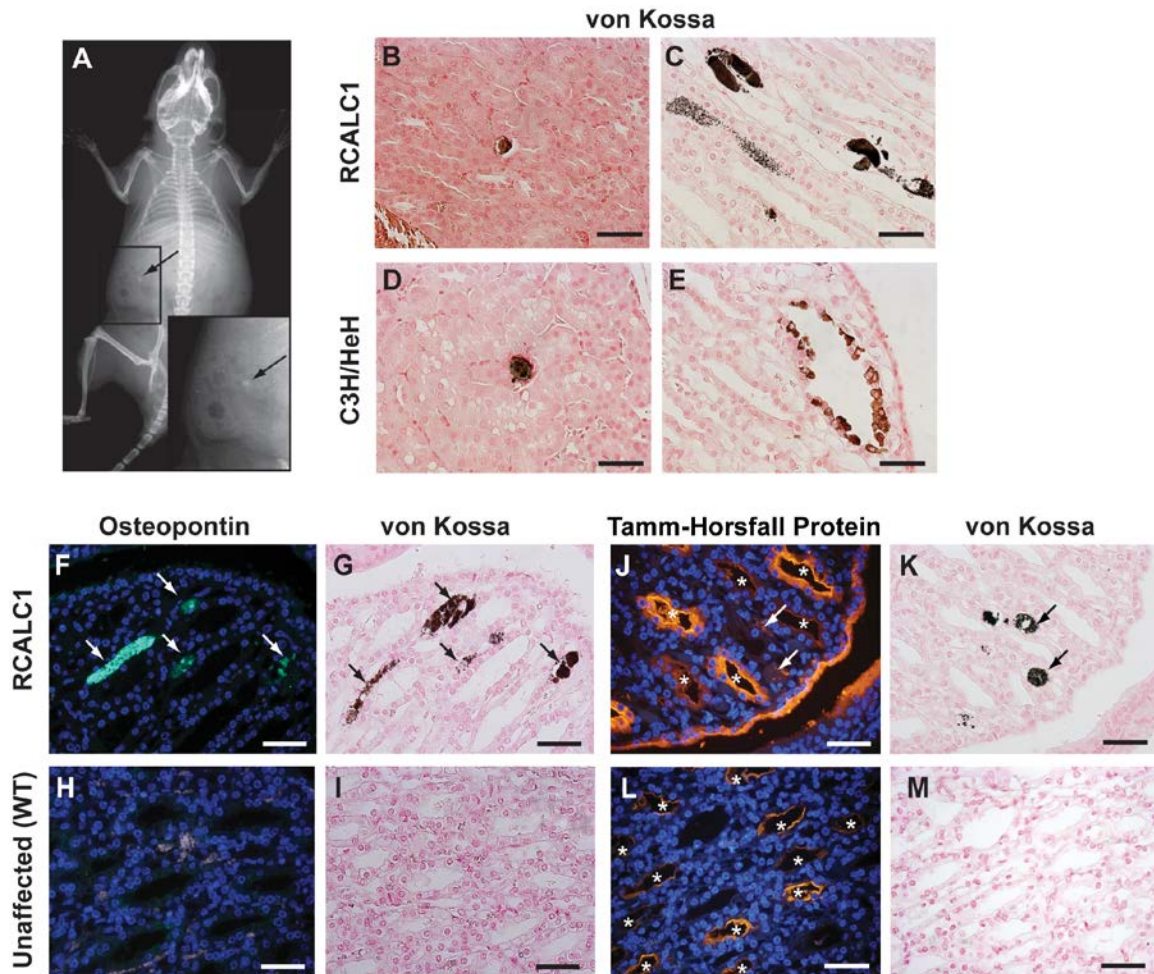 von Kossa
A
B
C
RCALC1
D
E
C3H/HeH
Osteopontin
von Kossa
Tamm-Horsfall Protein
von Kossa
F
G
J
K
RCALC1
* * * * * *
H
I
L
M
Unaffected (WT)
* * * * * * * * * * * *